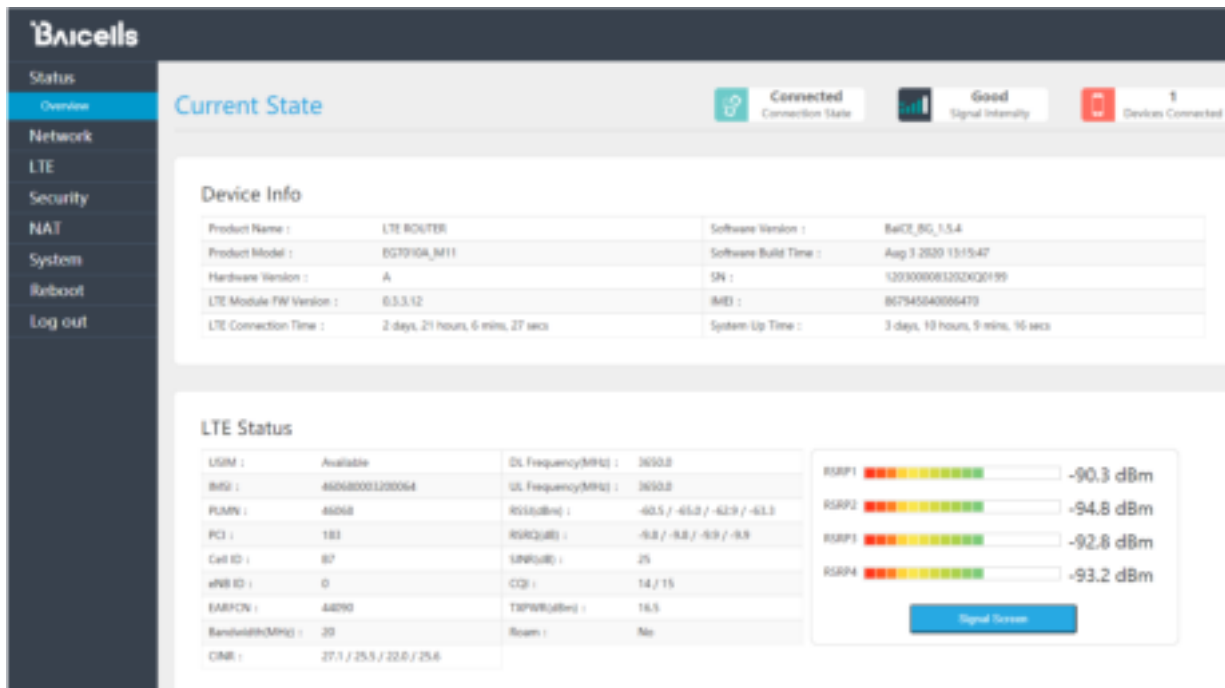 Baicells
Status
Overview
Network
LTE
Security
NAT
System
Reboot
Log out
Current State
Connected
Connection State
Good
Signal Intensity
1
Devices Connected
Device Info
Product Name : LTE ROUTER Software Version : BaiCE_BG_1.5.4
Product Model : EG7010A_M11 Software Build Time : Aug 3 2020 13:15:47
Hardware Version : A SN :
LTE Module FW Version : 0.3.3.12 IMEI :
LTE Connection Time : 2 days, 21 hours, 6 mins, 27 secs System Up Time : 3 days, 10 hours, 9 mins, 16 secs
LTE Status
USIM : Available DL Frequency(MHz) : 3650.0
IMSI : 460680003200064 UL Frequency(MHz) : 3650.0
PLMN : 46068 RSSI(dBm) : -60.5 / -65.0 / -62.9 / -63.3
PCI : 183 RSRQ(dB) : -9.8 / -9.8 / -9.9 / -9.9
Cell ID : 87 SINR(dB) : 25
eNB ID : 0 CQI : 14 / 15
EARFCN : 44090 TXPWR(dBm) : 16.5
Bandwidth(MHz) : 20 Roam : No
CINR : 27.1 / 25.5 / 22.0 / 25.6
RSRP1 -90.3 dBm
RSRP2 -94.8 dBm
RSRP3 -92.8 dBm
RSRP4 -93.2 dBm
Signal Screen